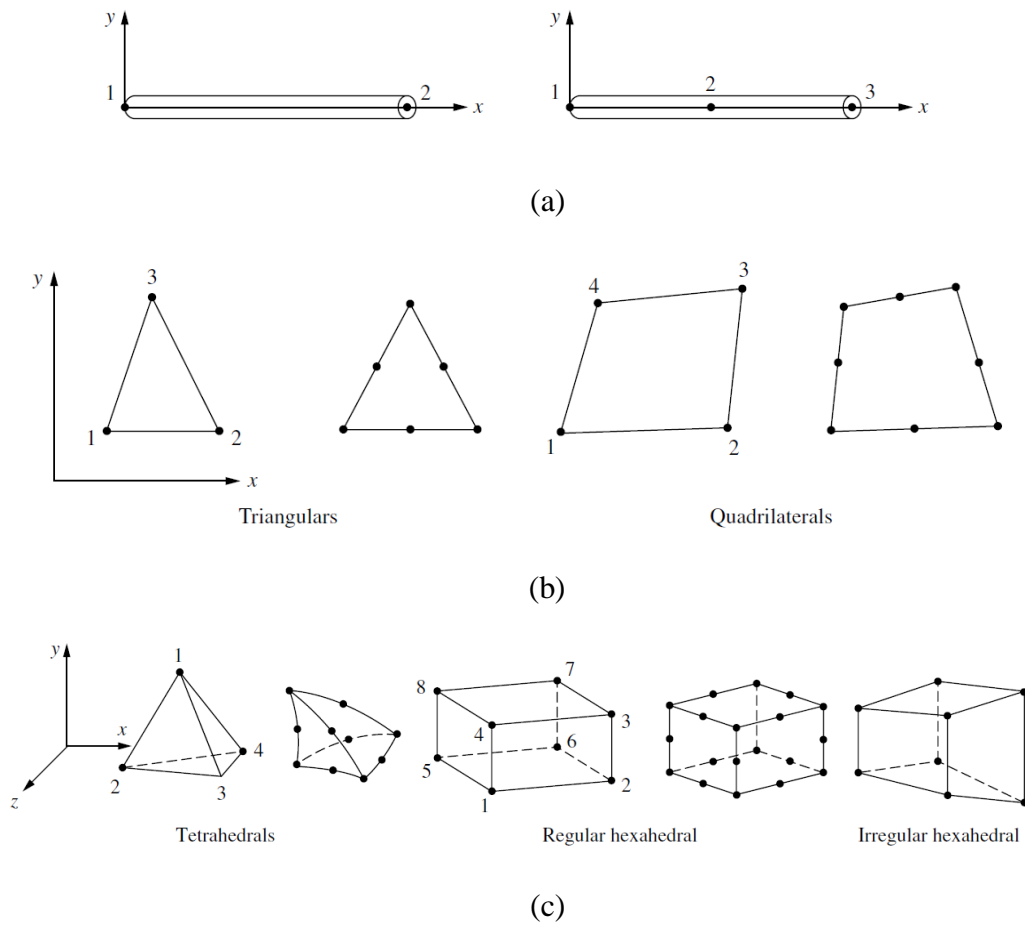 y
1
2
x
y
1
2
3
x
(a)
y
3
1
2
x
4
3
1
2
Triangulars
Quadrilaterals
(b)
y
x
z
1
2
3
4
8
7
4
3
5
6
1
2
Tetrahedrals
Regular hexahedral
Irregular hexahedral
(c)